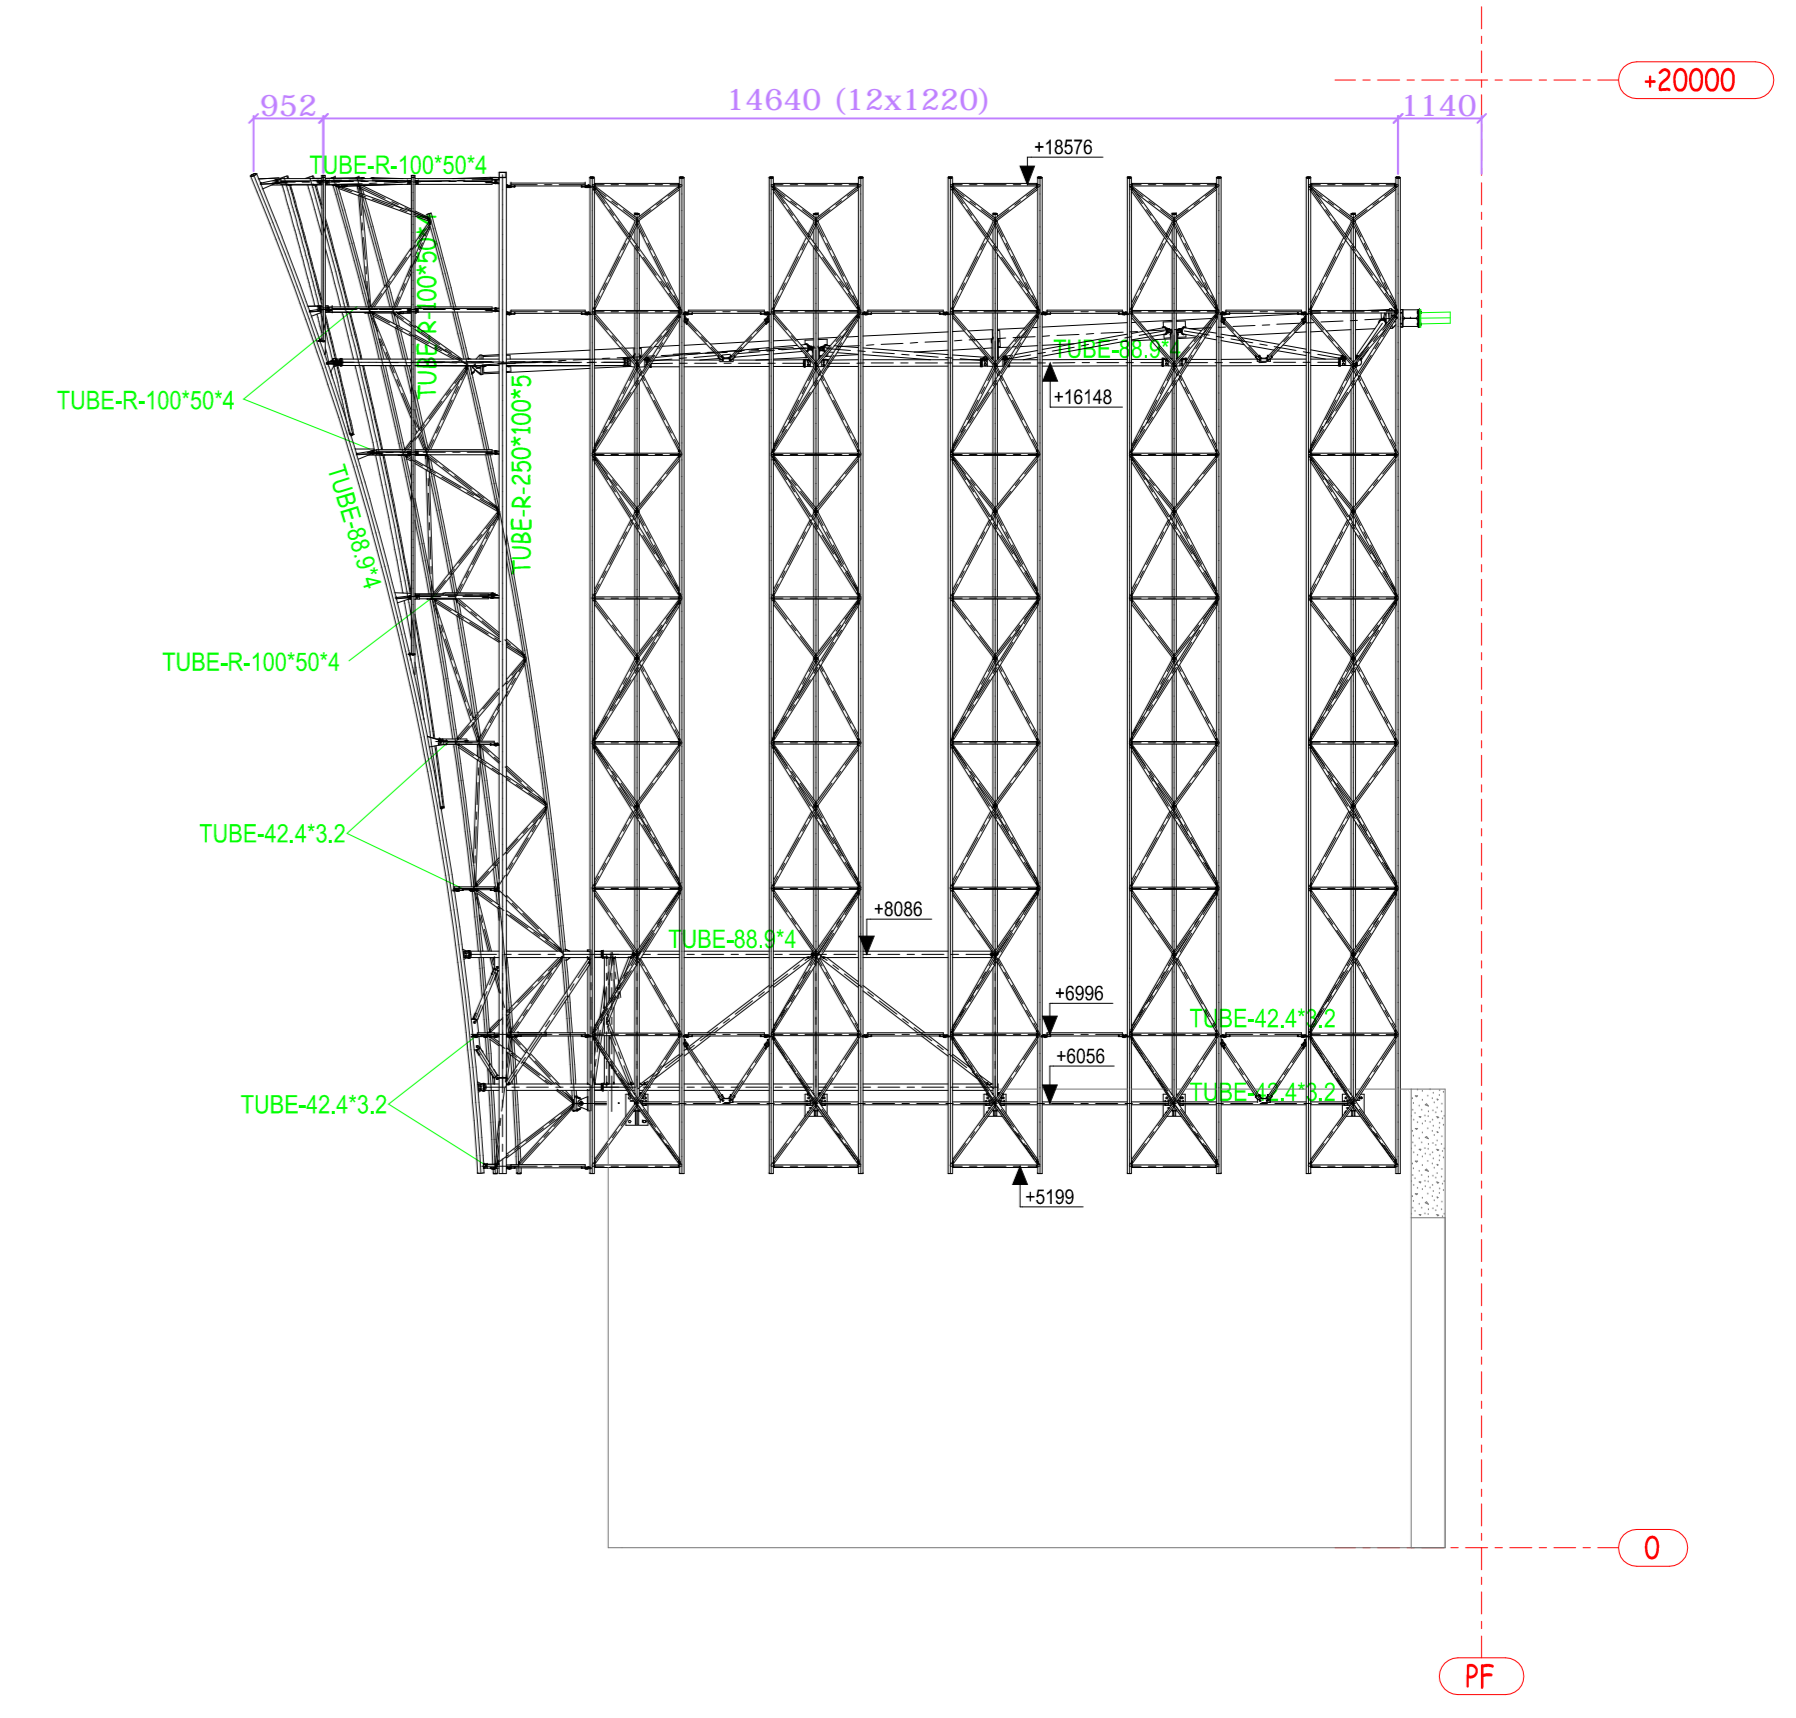 +20000
952
14640 (12x1220)
1140
+18576
TUBE-R-100*50*4
TUBE-R-100*50*4
TUBE-88.9*4
TUBE-R-250*100*5
+16148
TUBE-R-100*50*4
TUBE-88.9*4
TUBE-R-100*50*4
TUBE-42.4*3.2
+8086
TUBE-88.9*4
+6996
TUBE-42.4*3.2
+6056
TUBE-42.4*3.2
TUBE-42.4*3.2
+5199
0
PF